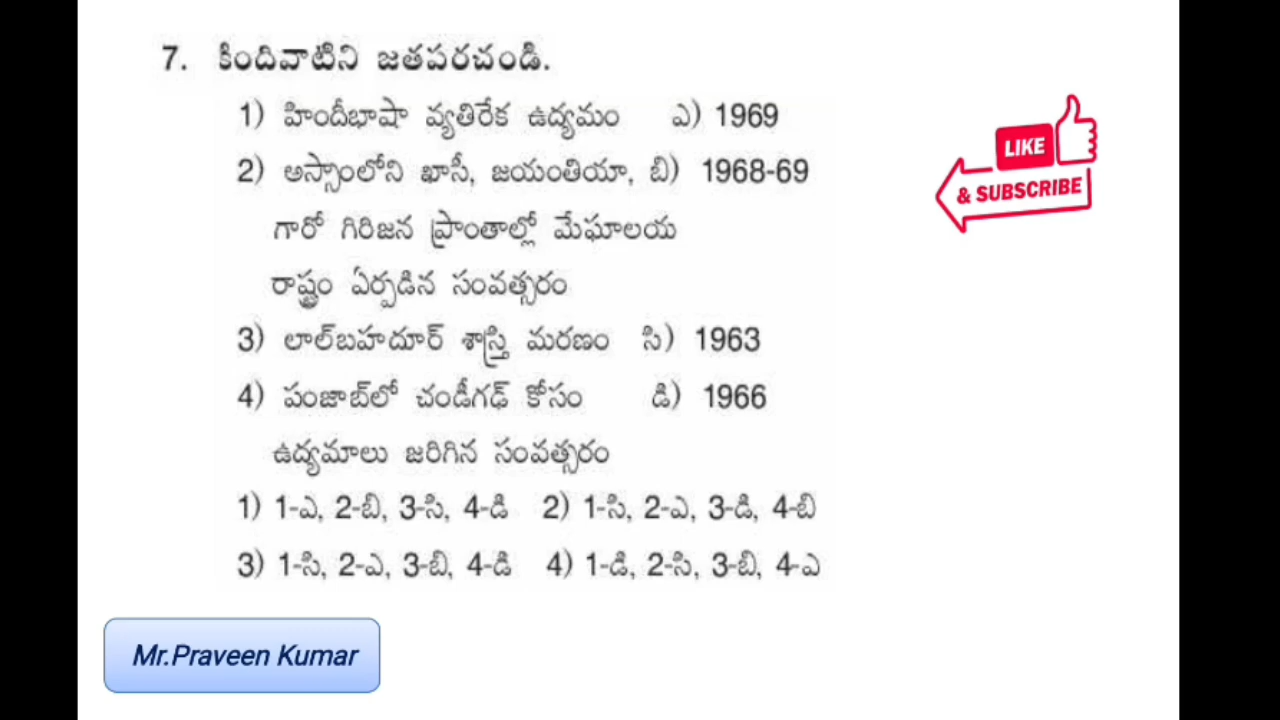 7. కిందివాటిని జతపరచండి.
1) హిందీభాషా వ్యతిరేక ఉద్యమం ఎ) 1969
2) అస్సాంలోని ఖాసీ, జయంతియా, బి) 1968-69
గారో గిరిజన ప్రాంతాల్లో మేఘాలయ
రాష్ట్రం ఏర్పడిన సంవత్సరం
3) లాల్‌బహదూర్ శాస్త్రి మరణం సి) 1963
4) పంజాబ్‌లో చండీగఢ్ కోసం డి) 1966
ఉద్యమాలు జరిగిన సంవత్సరం
1) 1-ఎ, 2-బి, 3-సి, 4-డి 2) 1-సి, 2-ఎ, 3-డి, 4-బి
3) 1-సి, 2-ఎ, 3-బి, 4-డి 4) 1-డి, 2-సి, 3-బి, 4-ఎ
LIKE
& SUBSCRIBE
Mr.Praveen Kumar